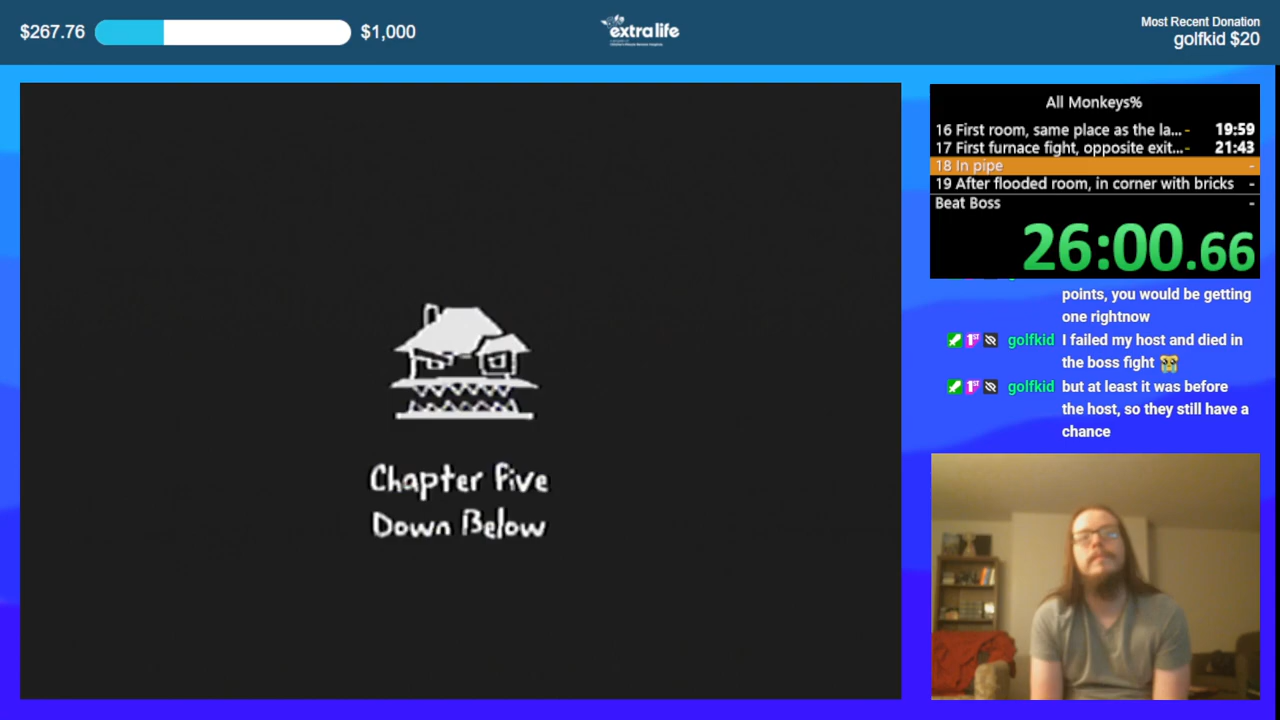 $267.76
$1,000
extralife
Most Recent Donation
golfkid $20
All Monkeys%
16 First room, same place as the la... - 19:59
17 First furnace fight, opposite exit... - 21:43
18 In pipe -
19 After flooded room, in corner with bricks -
Beat Boss -
26:00.66
points, you would be getting
one rightnow
golfkid I failed my host and died in
the boss fight
golfkid but at least it was before
the host, so they still have a
chance
Chapter Five
Down Below